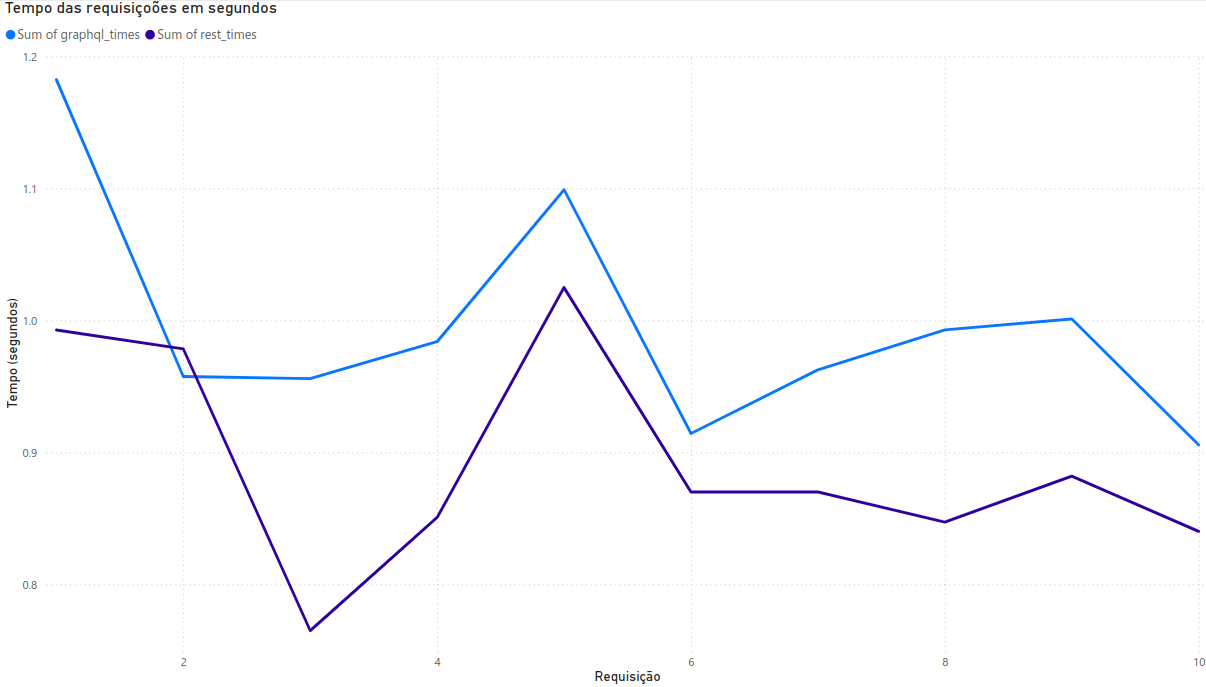 Tempo das requisiçoões em segundos
Sum of graphql_times Sum of rest_times
1.2
1.1
1.0
0.9
0.8
Tempo (segundos)
2 4 6 8 10
Requisição